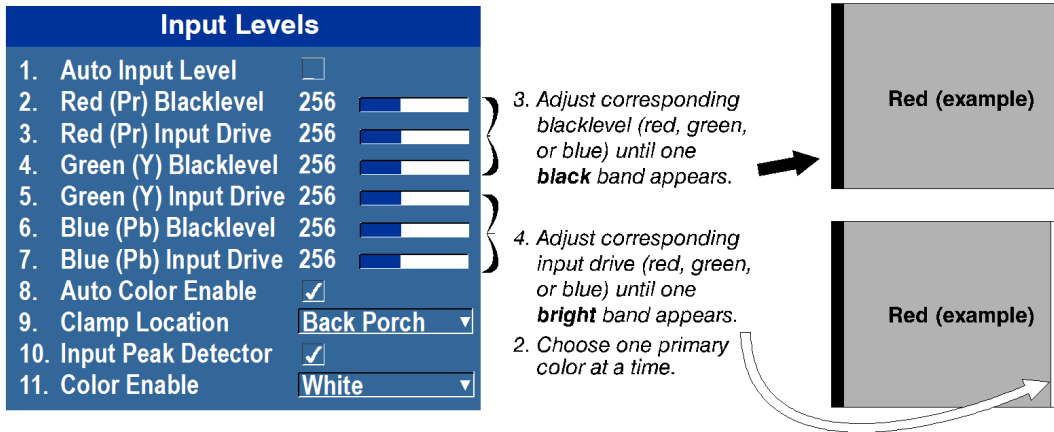 Input Levels
1. Auto Input Level
2. Red (Pr) Blacklevel 256
3. Red (Pr) Input Drive 256
4. Green (Y) Blacklevel 256
5. Green (Y) Input Drive 256
6. Blue (Pb) Blacklevel 256
7. Blue (Pb) Input Drive 256
8. Auto Color Enable
9. Clamp Location Back Porch
10. Input Peak Detector
11. Color Enable White
3. Adjust corresponding
blacklevel (red, green,
or blue) until one
black band appears.
4. Adjust corresponding
input drive (red, green,
or blue) until one
bright band appears.
2. Choose one primary
color at a time.
Red (example)
Red (example)